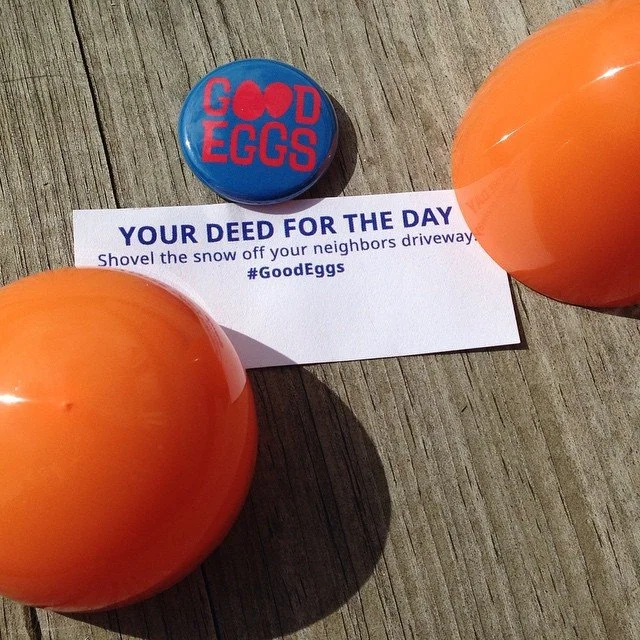 GOOD
EGGS
YOUR DEED FOR THE DAY
Shovel the snow off your neighbors driveway.
#GoodEggs